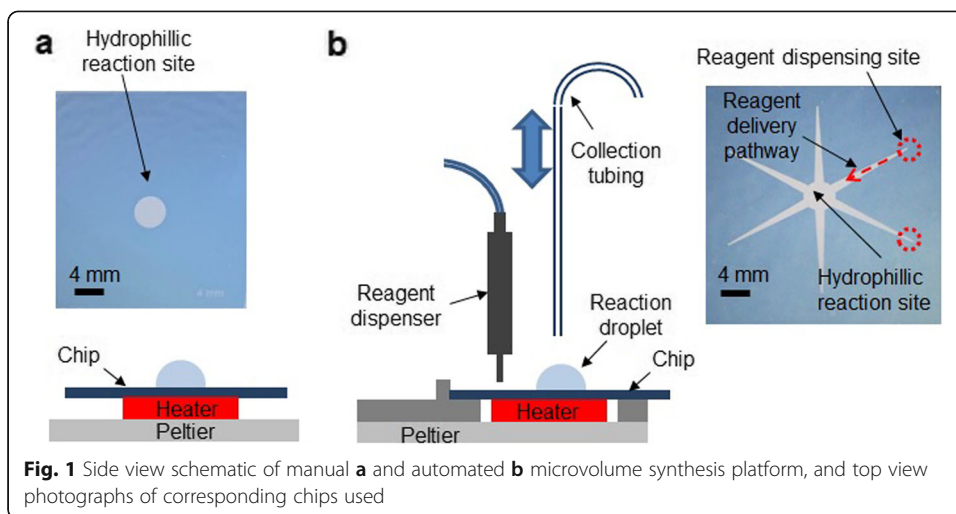 a
Hydrophillic
reaction site
4 mm
4 mm
Chip
Heater
Peltier
b
Collection
tubing
Reagent
dispenser
Reaction
droplet
Chip
Heater
Peltier
Reagent dispensing site
Reagent
delivery
pathway
4 mm
Hydrophillic
reaction site
Fig. 1 Side view schematic of manual a and automated b microvolume synthesis platform, and top view
photographs of corresponding chips used